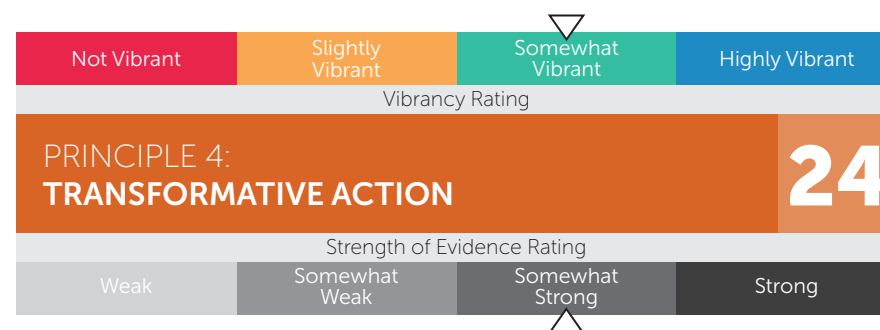 Not Vibrant
Slightly
Vibrant
Somewhat
Vibrant
Highly Vibrant
Vibrancy Rating
PRINCIPLE 4:
TRANSFORMATIVE ACTION
24
Strength of Evidence Rating
Weak
Somewhat
Weak
Somewhat
Strong
Strong